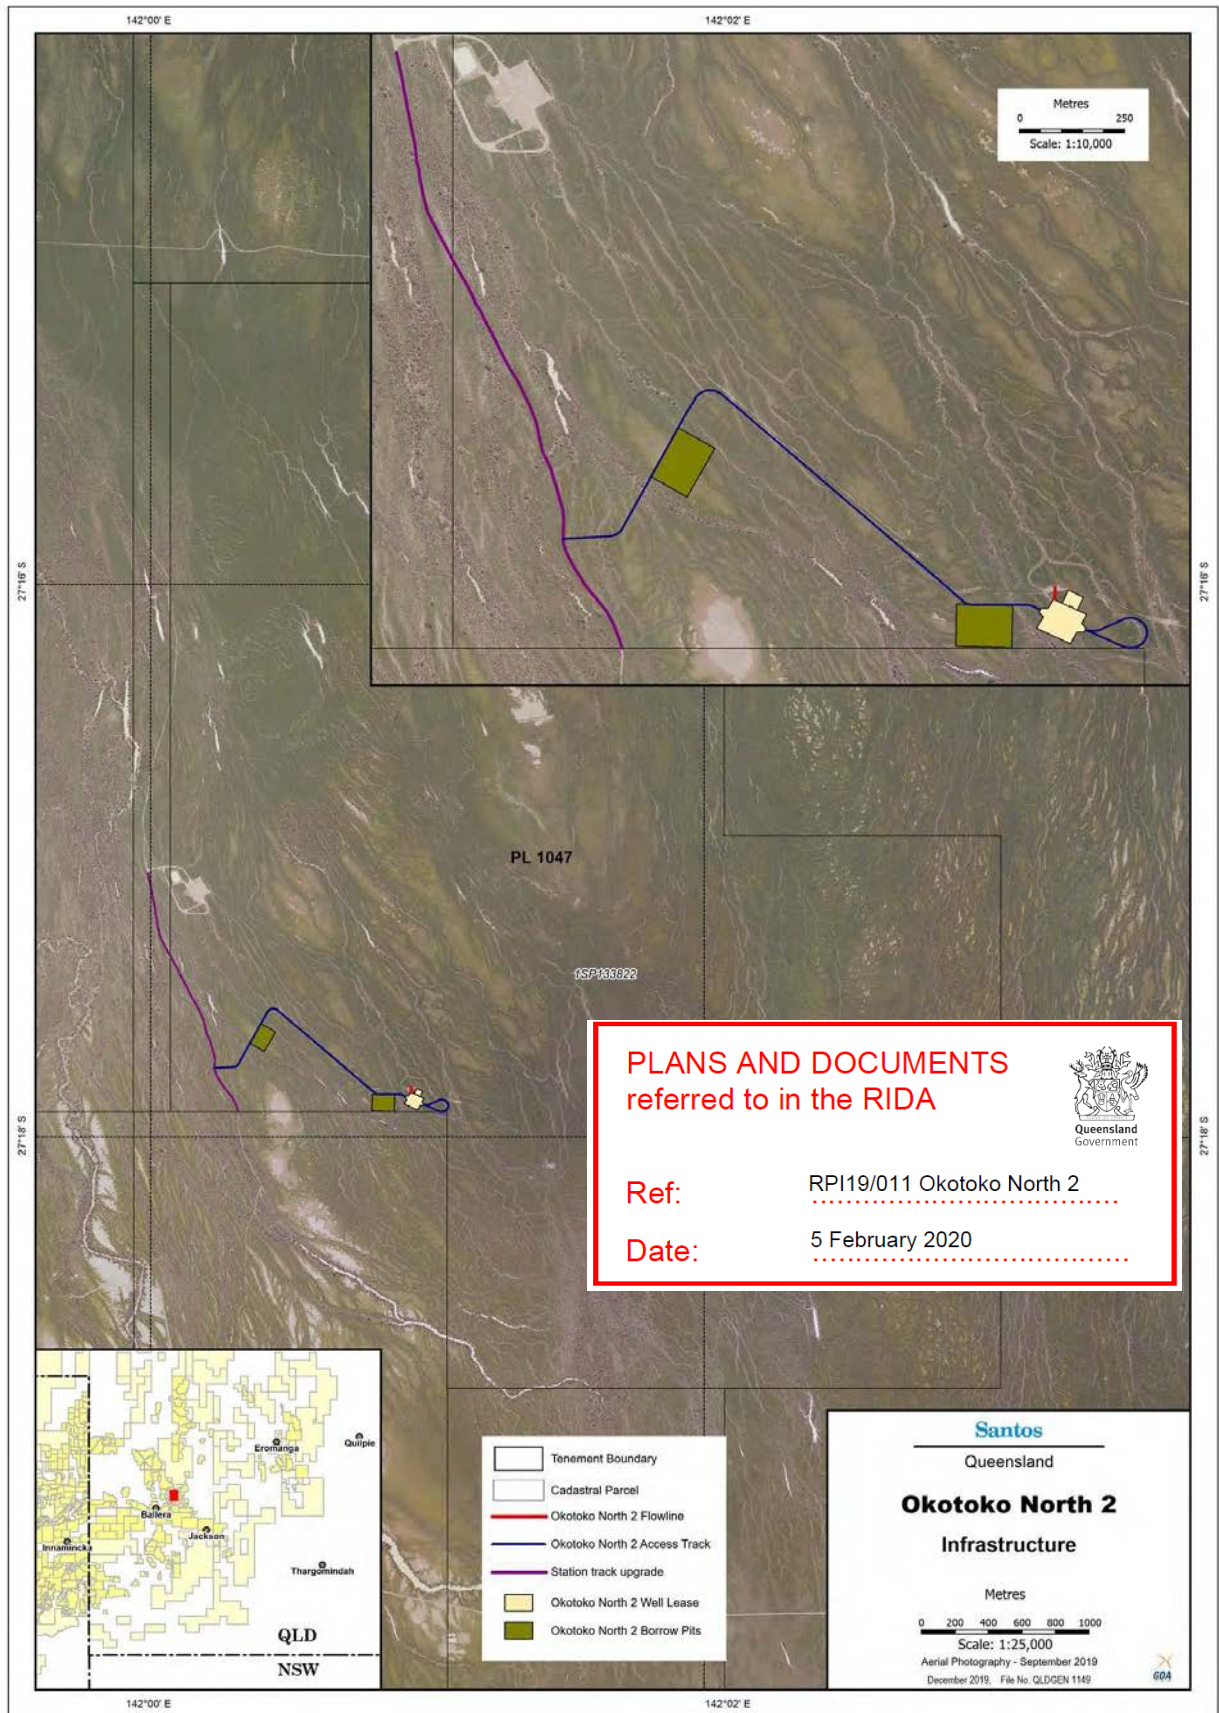 142°00' E
142°02' E
Metres
0 250
Scale: 1:10,000
27°16' S
27°16' S
PL 1047
1SP133822
27°18' S
27°18' S
PLANS AND DOCUMENTS
referred to in the RIDA
Queensland
Government
Ref: RPI19/011 Okotoko North 2
Date: 5 February 2020
Eromanga
Quilpie
Ballera
Jackson
Innamincka
Thargomindah
QLD
NSW
Tenement Boundary
Cadastral Parcel
Okotoko North 2 Flowline
Okotoko North 2 Access Track
Station track upgrade
Okotoko North 2 Well Lease
Okotoko North 2 Borrow Pits
Santos
Queensland
Okotoko North 2
Infrastructure
Metres
0 200 400 600 800 1000
Scale: 1:25,000
Aerial Photography - September 2019
December 2019, File No. QLDGEN 1149
GDA
142°00' E
142°02' E